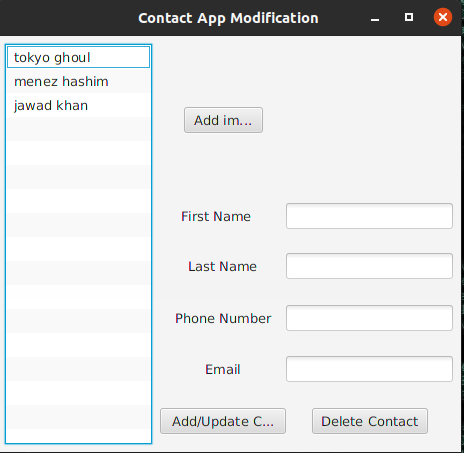 Contact App Modification
tokyo ghoul
menez hashim
jawad khan
Add im...
First Name
Last Name
Phone Number
Email
Add/Update C...
Delete Contact